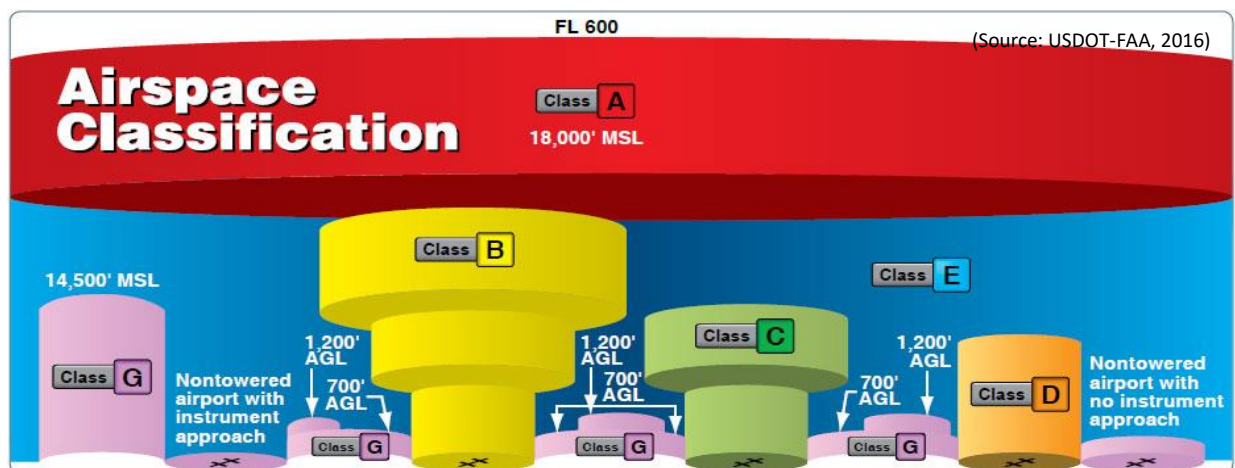 FL 600
(Source: USDOT-FAA, 2016)
Airspace
Classification
Class A
18,000' MSL
Class B
Class E
14,500' MSL
Class C
1,200'
AGL
1,200'
AGL
1,200'
AGL
Class G
700'
AGL
700'
AGL
700'
AGL
Nontowered
airport with
instrument
approach
Class D
Nontowered
airport with
no instrument
approach
Class G
Class G
Class G